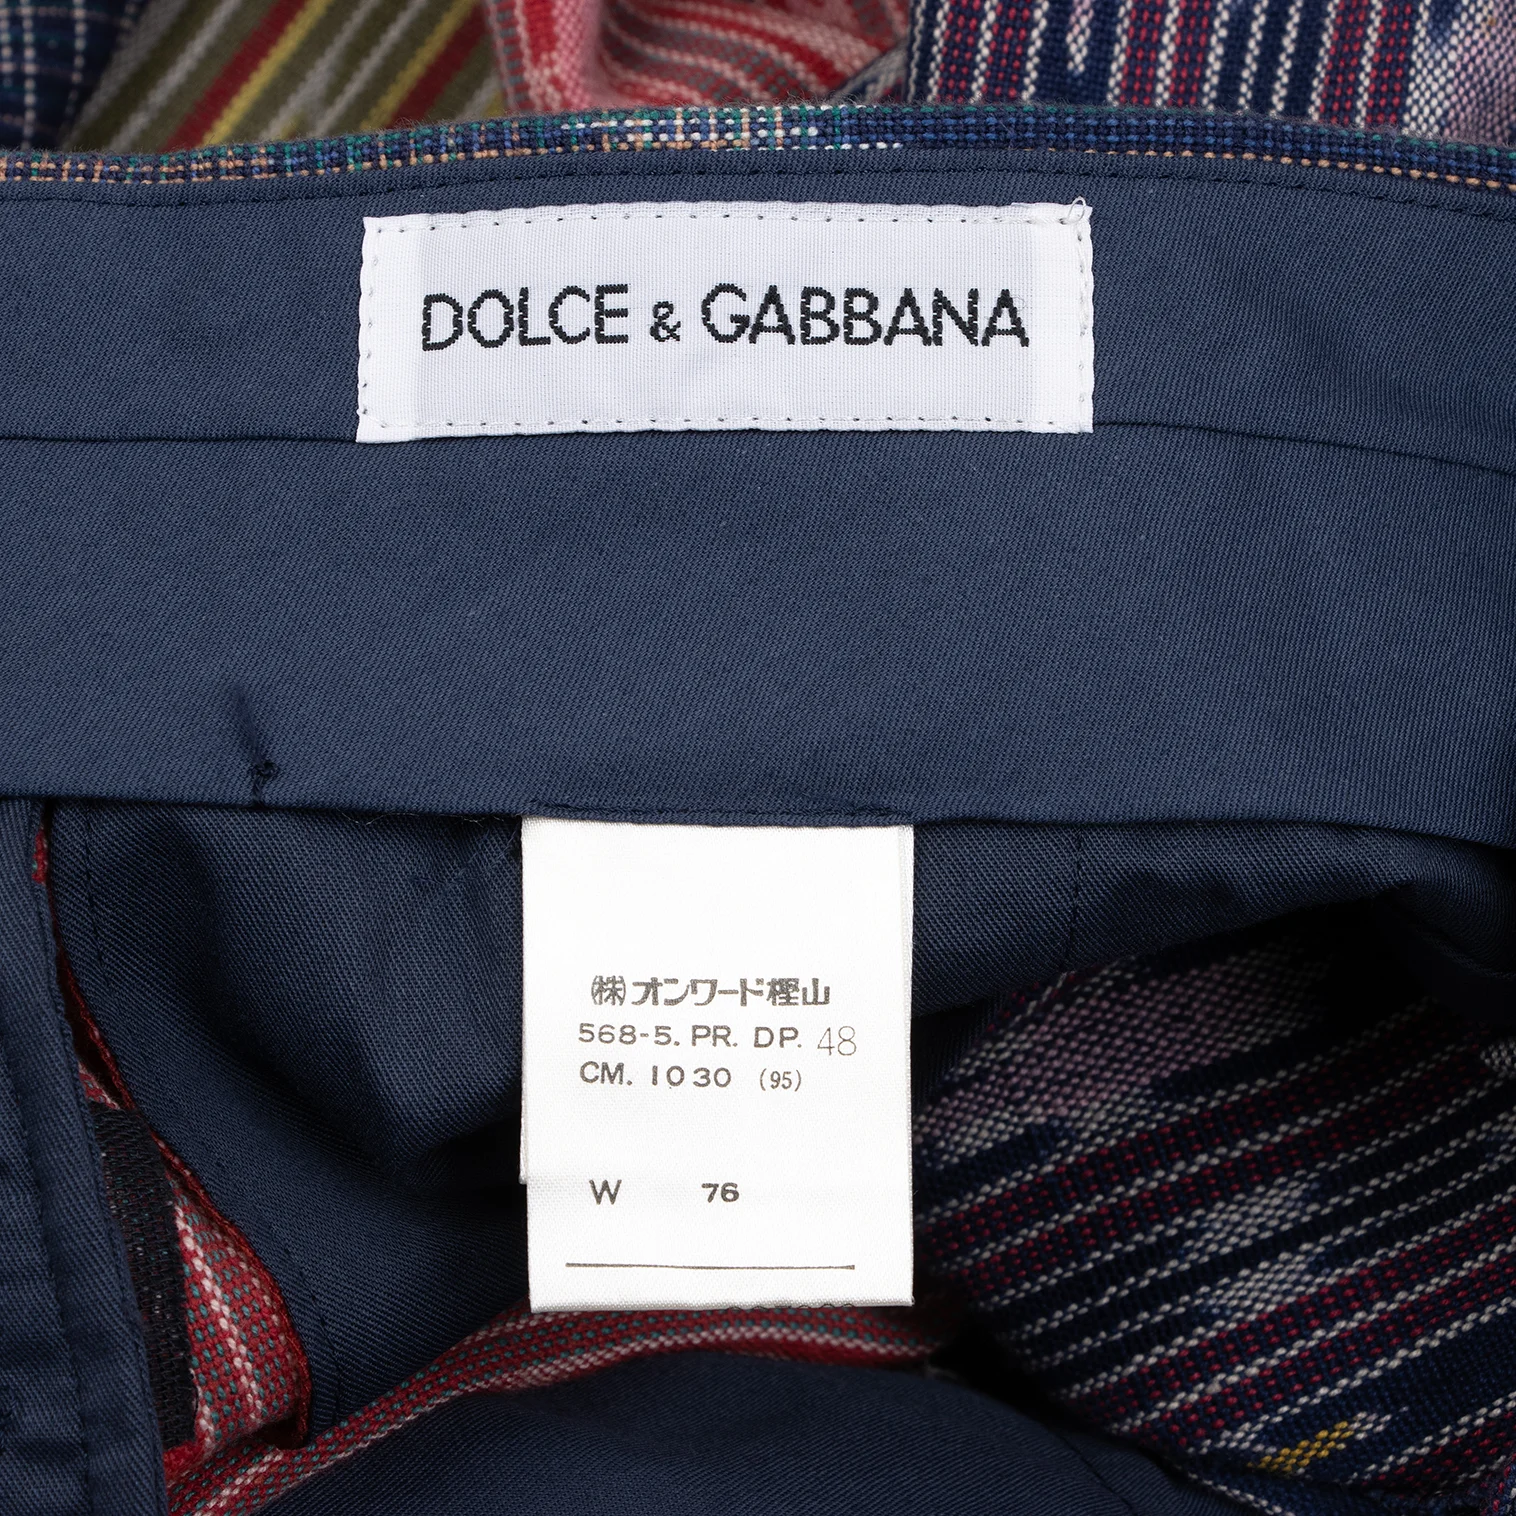 DOLCE & GABBANA
㈱オンワード樫山
568-5. PR. DP. 48
CM. 1030 (95)
W 76